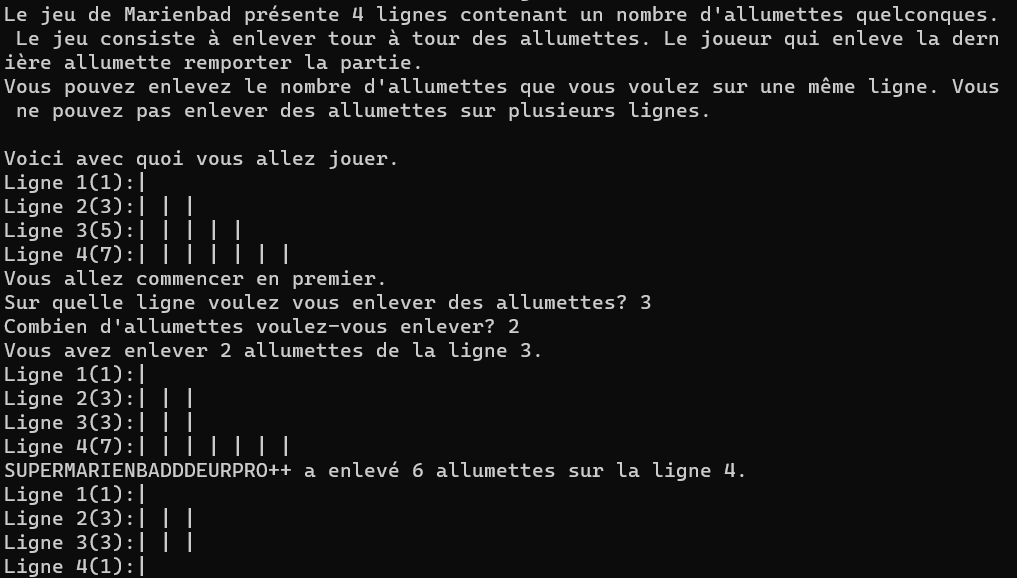 Le jeu de Marienbad présente 4 lignes contenant un nombre d'allumettes quelconques.
 Le jeu consiste à enlever tour à tour des allumettes. Le joueur qui enleve la dern
ière allumette remporter la partie.
Vous pouvez enlevez le nombre d'allumettes que vous voulez sur une même ligne. Vous
 ne pouvez pas enlever des allumettes sur plusieurs lignes.

Voici avec quoi vous allez jouer.
Ligne 1(1):|
Ligne 2(3):| | |
Ligne 3(5):| | | | |
Ligne 4(7):| | | | | | |
Vous allez commencer en premier.
Sur quelle ligne voulez vous enlever des allumettes? 3
Combien d'allumettes voulez-vous enlever? 2
Vous avez enlever 2 allumettes de la ligne 3.
Ligne 1(1):|
Ligne 2(3):| | |
Ligne 3(3):| | |
Ligne 4(7):| | | | | | |
SUPERMARIENBADDDEURPRO++ a enlevé 6 allumettes sur la ligne 4.
Ligne 1(1):|
Ligne 2(3):| | |
Ligne 3(3):| | |
Ligne 4(1):|